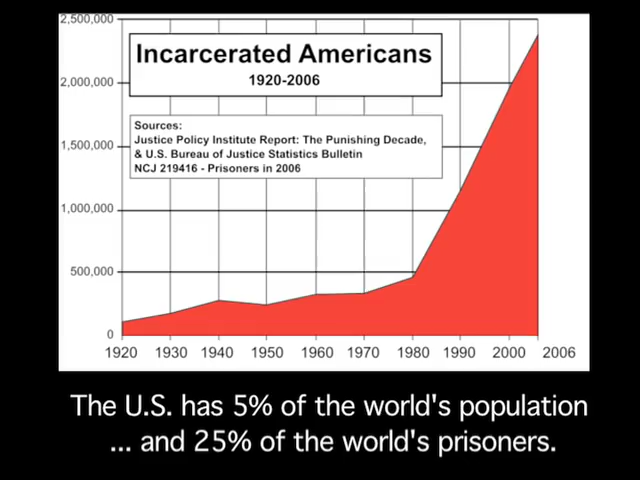 2,500,000
Incarcerated Americans
1920-2006
2,000,000
Sources:
Justice Policy Institute Report: The Punishing Decade,
& U.S. Bureau of Justice Statistics Bulletin
NCJ 219416 - Prisoners in 2006
1,500,000
1,000,000
500,000
0
1920 1930 1940 1950 1960 1970 1980 1990 2000 2006
The U.S. has 5% of the world's population
... and 25% of the world's prisoners.